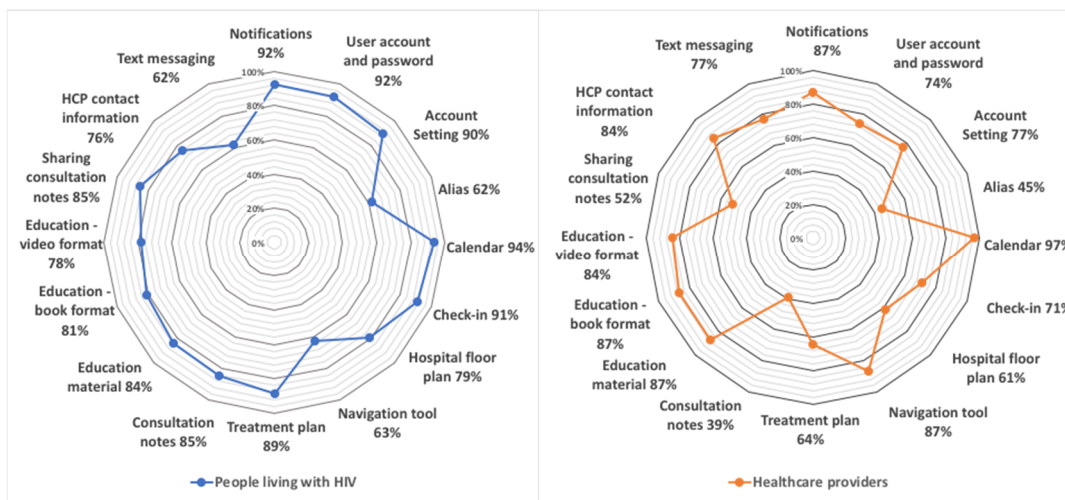 Notifications
92%
User account
and password
92%
Account
Setting 90%
Alias 62%
Calendar 94%
Check-in 91%
Hospital floor
plan 79%
Navigation tool
63%
Treatment plan
89%
Consultation
notes 85%
Education
material 84%
Education -
book format
81%
Education -
video format
78%
Sharing
consultation
notes 85%
HCP contact
information
76%
Text messaging
62%
100%
80%
60%
40%
20%
0%
People living with HIV
Notifications
87%
User account
and password
74%
Account
Setting 77%
Alias 45%
Calendar 97%
Check-in 71%
Hospital floor
plan 61%
Navigation tool
87%
Treatment plan
64%
Consultation
notes 39%
Education
material 87%
Education -
book format
87%
Education -
video format
84%
Sharing
consultation
notes 52%
HCP contact
information
84%
Text messaging
77%
100%
80%
60%
40%
20%
0%
Healthcare providers